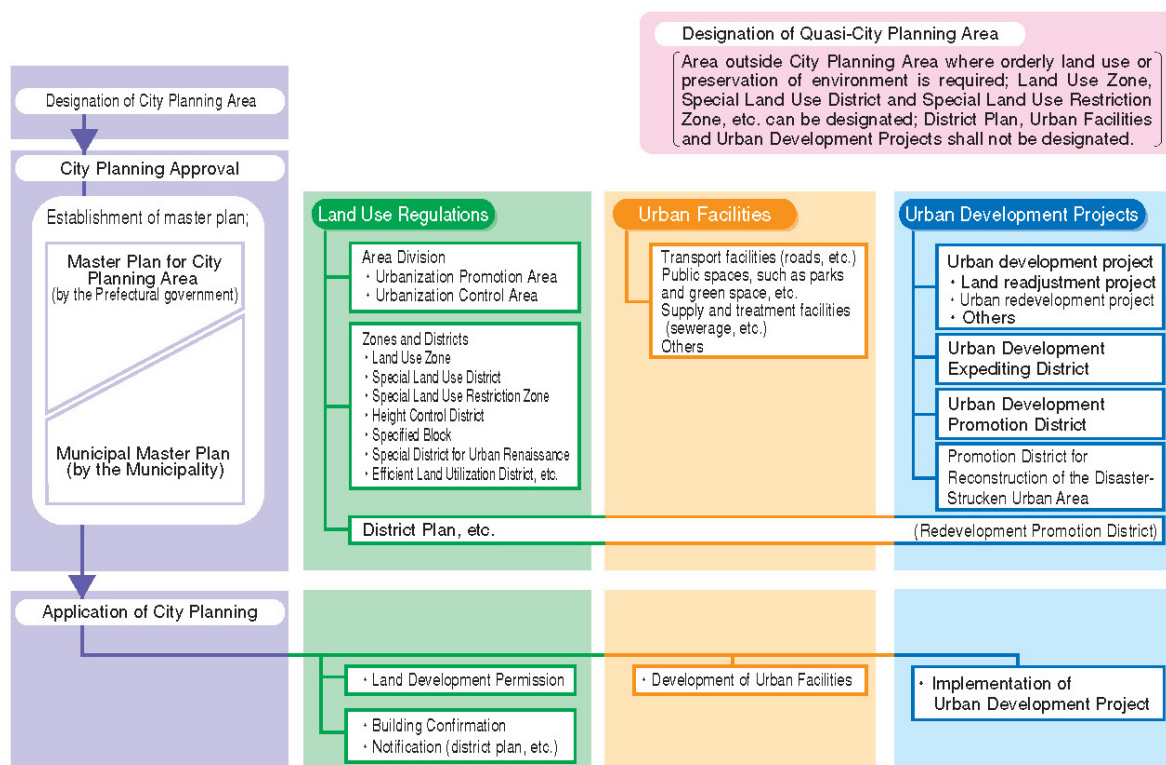 Designation of Quasi-City Planning Area
Area outside City Planning Area where orderly land use or
preservation of environment is required; Land Use Zone,
Special Land Use District and Special Land Use Restriction
Zone, etc. can be designated; District Plan, Urban Facilities
and Urban Development Projects shall not be designated.
Designation of City Planning Area
City Planning Approval
Establishment of master plan;
Master Plan for City
Planning Area
(by the Prefectural government)
Municipal Master Plan
(by the Municipality)
Land Use Regulations
Area Division
・Urbanization Promotion Area
・Urbanization Control Area
Zones and Districts
・Land Use Zone
・Special Land Use District
・Special Land Use Restriction Zone
・Height Control District
・Specified Block
・Special District for Urban Renaissance
・Efficient Land Utilization District, etc.
District Plan, etc.
Urban Facilities
Transport facilities (roads, etc.)
Public spaces, such as parks
and green space, etc.
Supply and treatment facilities
(sewerage, etc.)
Others
Urban Development Projects
Urban development project
・Land readjustment project
・Urban redevelopment project
・Others
Urban Development
Expediting District
Urban Development
Promotion District
Promotion District for
Reconstruction of the Disaster-
Strucken Urban Area
(Redevelopment Promotion District)
Application of City Planning
・Land Development Permission
・Building Confirmation
・Notification (district plan, etc.)
・Development of Urban Facilities
・Implementation of
Urban Development Project